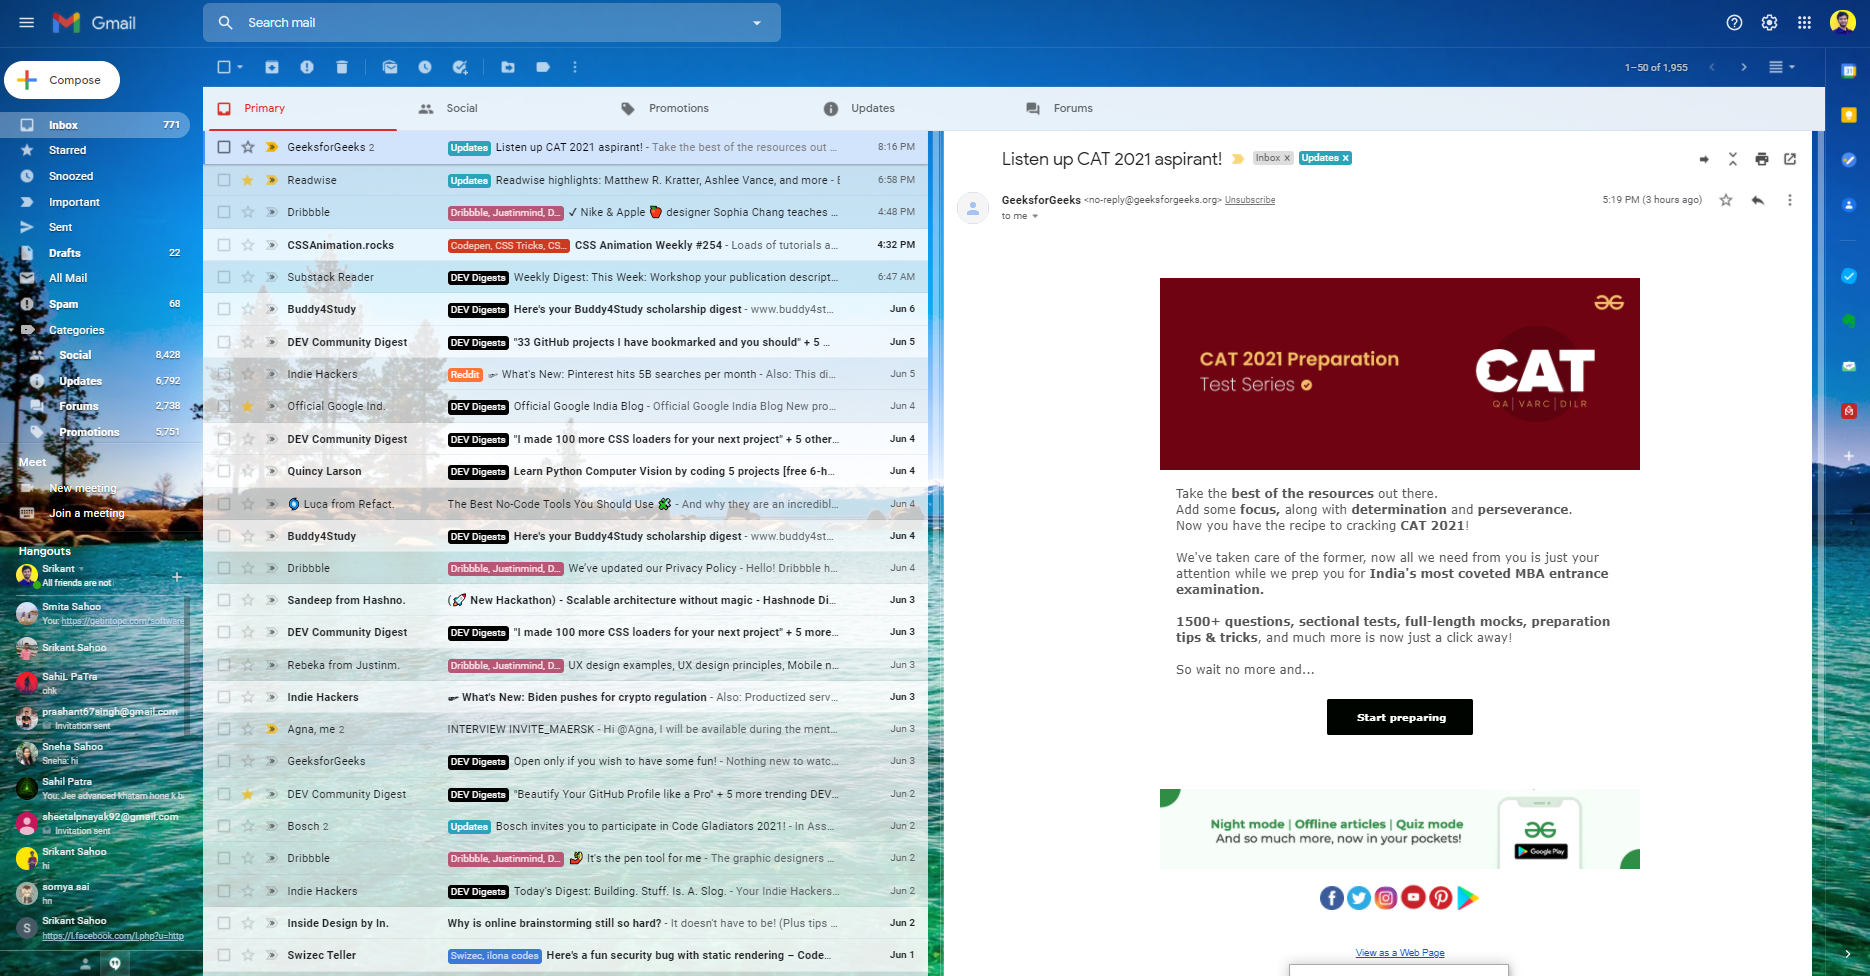 Gmail
Search mail
Compose
1–50 of 1,955
Inbox 771
Starred
Snoozed
Important
Sent
Drafts 22
All Mail
Spam 68
Categories
Social 8,428
Updates 6,792
Forums 2,738
Promotions 5,751
Meet
New meeting
Join a meeting
Hangouts
Srikant
All friends are not
Smita Sahoo
You: https://getintopc.com/software
Srikant Sahoo
SahiL PaTra
ohk
prashant67singh@gmail.com
Invitation sent
Sneha Sahoo
Sneha: hi
Sahil Patra
You: Jee advanced khatam hone k b
sheetalpnayak92@gmail.com
Invitation sent
Srikant Sahoo
hi
somya sai
hn
S Srikant Sahoo
https://l.facebook.com/l.php?u=http
Primary Social Promotions Updates Forums
GeeksforGeeks 2 Updates Listen up CAT 2021 aspirant! - Take the best of the resources out … 8:16 PM
Readwise Updates Readwise highlights: Matthew R. Kratter, Ashlee Vance, and more - E 6:58 PM
Dribbble Dribbble, Justinmind, D... ✓ Nike & Apple 🍎 designer Sophia Chang teaches … 4:48 PM
CSSAnimation.rocks Codepen, CSS Tricks, CS... CSS Animation Weekly #254 - Loads of tutorials a… 4:32 PM
Substack Reader DEV Digests Weekly Digest: This Week: Workshop your publication descript… 6:47 AM
Buddy4Study DEV Digests Here's your Buddy4Study scholarship digest - www.buddy4st… Jun 6
DEV Community Digest DEV Digests "33 GitHub projects I have bookmarked and you should" + 5 … Jun 5
Indie Hackers Reddit What's New: Pinterest hits 5B searches per month - Also: This di… Jun 5
Official Google Ind. DEV Digests Official Google India Blog - Official Google India Blog New pro… Jun 4
DEV Community Digest DEV Digests "I made 100 more CSS loaders for your next project" + 5 other… Jun 4
Quincy Larson DEV Digests Learn Python Computer Vision by coding 5 projects [free 6-h… Jun 4
Luca from Refact. The Best No-Code Tools You Should Use - And why they are an incredibl… Jun 4
Buddy4Study DEV Digests Here's your Buddy4Study scholarship digest - www.buddy4st… Jun 4
Dribbble Dribbble, Justinmind, D... We've updated our Privacy Policy - Hello! Dribbble h… Jun 4
Sandeep from Hashno. (🚀 New Hackathon) - Scalable architecture without magic - Hashnode Di… Jun 3
DEV Community Digest DEV Digests "I made 100 more CSS loaders for your next project" + 5 more… Jun 3
Rebeka from Justinm. Dribbble, Justinmind, D... UX design examples, UX design principles, Mobile n… Jun 3
Indie Hackers What's New: Biden pushes for crypto regulation - Also: Productized serv… Jun 3
Agna, me 2 INTERVIEW INVITE_MAERSK - Hi @Agna, I will be available during the ment… Jun 3
GeeksforGeeks DEV Digests Open only if you wish to have some fun! - Nothing new to watc… Jun 3
DEV Community Digest DEV Digests "Beautify Your GitHub Profile like a Pro" + 5 more trending DEV… Jun 2
Bosch 2 Updates Bosch invites you to participate in Code Gladiators 2021! - In Ass… Jun 2
Dribbble Dribbble, Justinmind, D... It's the pen tool for me - The graphic designers … Jun 2
Indie Hackers DEV Digests Today's Digest: Building. Stuff. Is. A. Slog. - Your Indie Hackers… Jun 2
Inside Design by In. Why is online brainstorming still so hard? - It doesn't have to be! (Plus tips … Jun 2
Swizec Teller Swizec, ilona codes Here's a fun security bug with static rendering – Code… Jun 1
Listen up CAT 2021 aspirant! Inbox x Updates x
GeeksforGeeks <no-reply@geeksforgeeks.org> Unsubscribe 5:19 PM (3 hours ago)
to me
CAT 2021 Preparation
Test Series
CAT
QA | VARC | DILR
Take the best of the resources out there.
Add some focus, along with determination and perseverance.
Now you have the recipe to cracking CAT 2021!
We've taken care of the former, now all we need from you is just your
attention while we prep you for India's most coveted MBA entrance
examination.
1500+ questions, sectional tests, full-length mocks, preparation
tips & tricks, and much more is now just a click away!
So wait no more and...
Start preparing
Night mode | Offline articles | Quiz mode
And so much more, now in your pockets!
Google Play
View as a Web Page